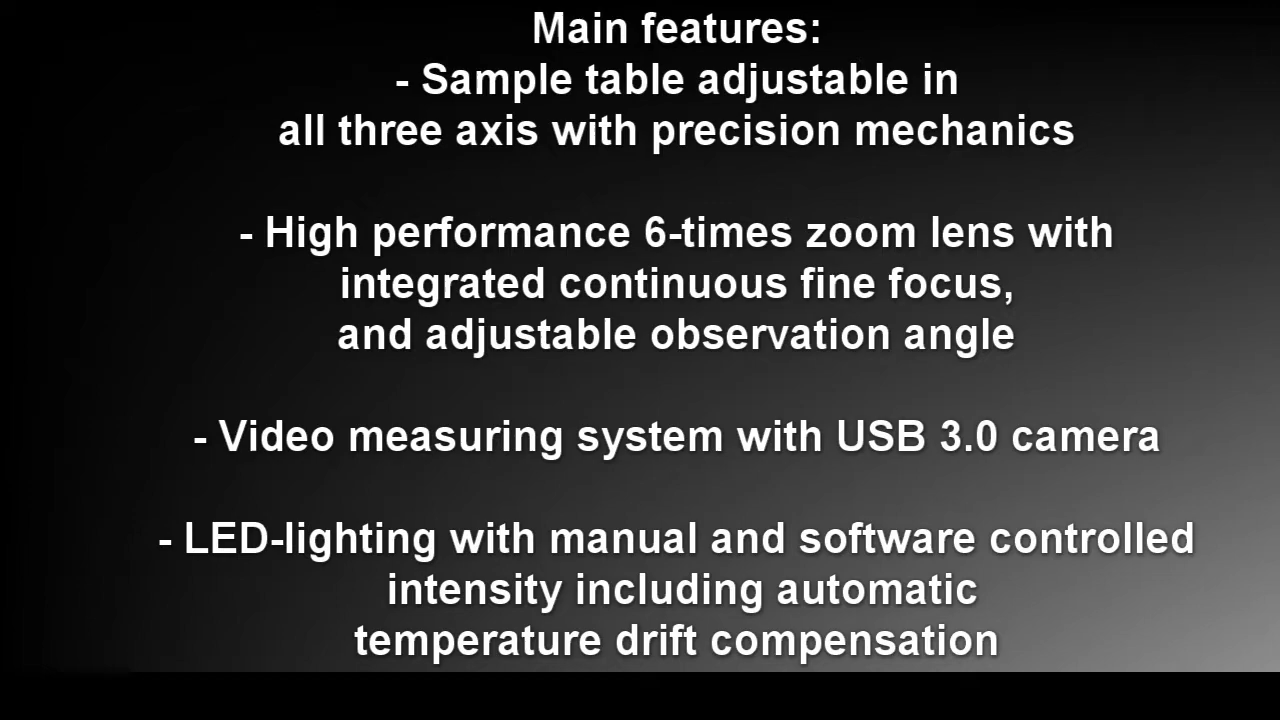 Main features:
- Sample table adjustable in
all three axis with precision mechanics
- High performance 6-times zoom lens with
integrated continuous fine focus,
and adjustable observation angle
- Video measuring system with USB 3.0 camera
- LED-lighting with manual and software controlled
intensity including automatic
temperature drift compensation